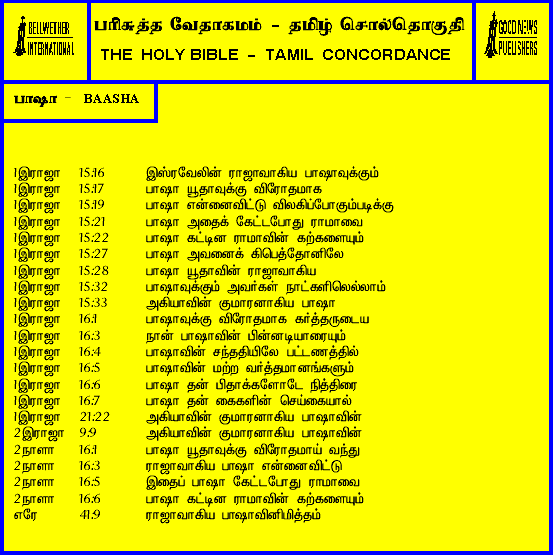 BELLWETHER INTERNATIONAL
பரிசுத்த வேதாகமம் - தமிழ் சொல்தொகுதி
THE HOLY BIBLE - TAMIL CONCORDANCE
GOOD NEWS PUBLISHERS
பாஷா - BAASHA
1இராஜா 15:16 இஸ்ரவேலின் ராஜாவாகிய பாஷாவுக்கும்
1இராஜா 15:17 பாஷா யூதாவுக்கு விரோதமாக
1இராஜா 15:19 பாஷா என்னைவிட்டு விலகிப்போகும்படிக்கு
1இராஜா 15:21 பாஷா அதைக் கேட்டபோது ராமாவை
1இராஜா 15:22 பாஷா கட்டின ராமாவின் கற்களையும்
1இராஜா 15:27 பாஷா அவனைக் கிபெத்தோனிலே
1இராஜா 15:28 பாஷா யூதாவின் ராஜாவாகிய
1இராஜா 15:32 பாஷாவுக்கும் அவர்கள் நாட்களிலெல்லாம்
1இராஜா 15:33 அகியாவின் குமாரனாகிய பாஷா
1இராஜா 16:1 பாஷாவுக்கு விரோதமாக கர்த்தருடைய
1இராஜா 16:3 நான் பாஷாவின் பின்னடியாரையும்
1இராஜா 16:4 பாஷாவின் சந்ததியிலே பட்டணத்தில்
1இராஜா 16:5 பாஷாவின் மற்ற வர்த்தமானங்களும்
1இராஜா 16:6 பாஷா தன் பிதாக்களோடே நித்திரை
1இராஜா 16:7 பாஷா தன் கைகளின் செய்கையால்
1இராஜா 21:22 அகியாவின் குமாரனாகிய பாஷாவின்
2இராஜா 9:9 அகியாவின் குமாரனாகிய பாஷாவின்
2நாளா 16:1 பாஷா யூதாவுக்கு விரோதமாய் வந்து
2நாளா 16:3 ராஜாவாகிய பாஷா என்னைவிட்டு
2நாளா 16:5 இதைப் பாஷா கேட்டபோது ராமாவை
2நாளா 16:6 பாஷா கட்டின ராமாவின் கற்களையும்
எரே 41:9 ராஜாவாகிய பாஷாவினிமித்தம்